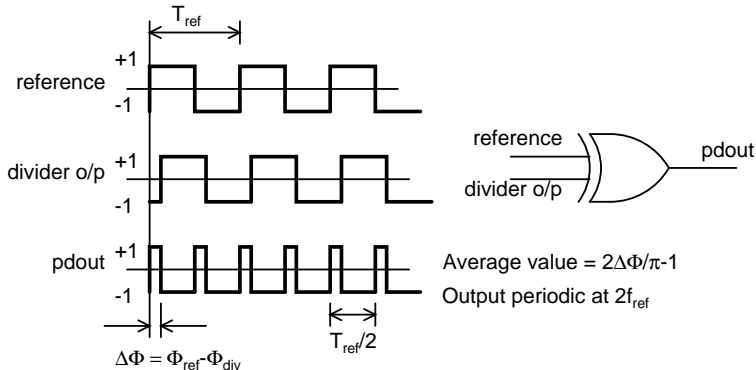 T_ref
+1
reference
-1
+1
divider o/p
-1
+1
pdout
-1
T_ref/2
ΔΦ = Φ_ref-Φ_div
reference
pdout
divider o/p
Average value = 2ΔΦ/π-1
Output periodic at 2f_ref